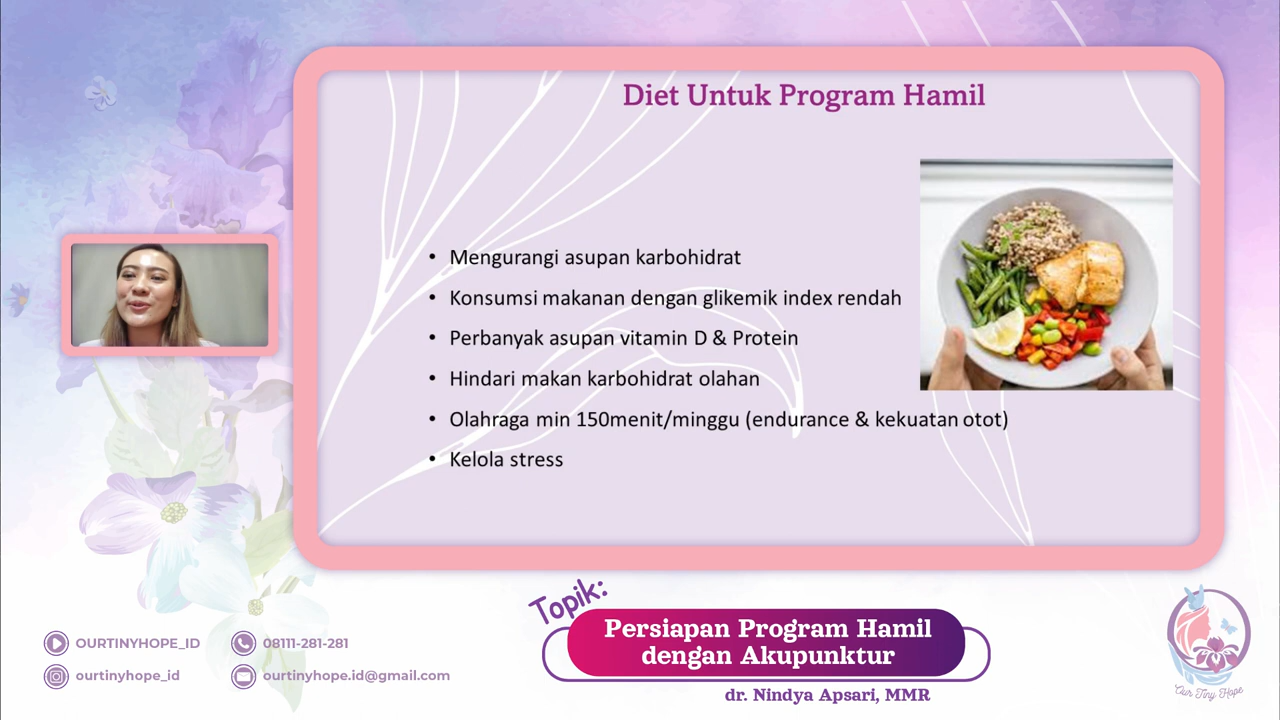 Diet Untuk Program Hamil
• Mengurangi asupan karbohidrat
• Konsumsi makanan dengan glikemik index rendah
• Perbanyak asupan vitamin D & Protein
• Hindari makan karbohidrat olahan
• Olahraga min 150menit/minggu (endurance & kekuatan otot)
• Kelola stress
Topik:
Persiapan Program Hamil
dengan Akupunktur
dr. Nindya Apsari, MMR
OURTINYHOPE_ID
08111-281-281
ourtinyhope_id
ourtinyhope.id@gmail.com
Our Tiny Hope